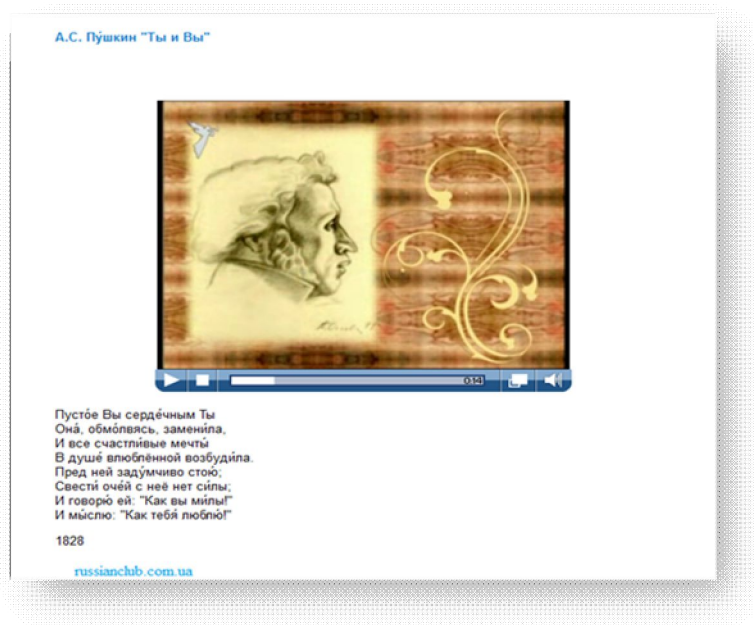 А.С. Пу́шкин "Ты и Вы"
0:14
Пусто́е Вы серде́чным Ты
Она́, обмо́лвясь, замени́ла,
И все счастли́вые мечты́
В душе́ влюблённой возбуди́ла.
Пред ней заду́мчиво стою́;
Свести́ оче́й с неё нет си́лы;
И говорю́ ей: "Как вы ми́лы!"
И мы́слю: "Как тебя́ люблю́!"
1828
russianclub.com.ua